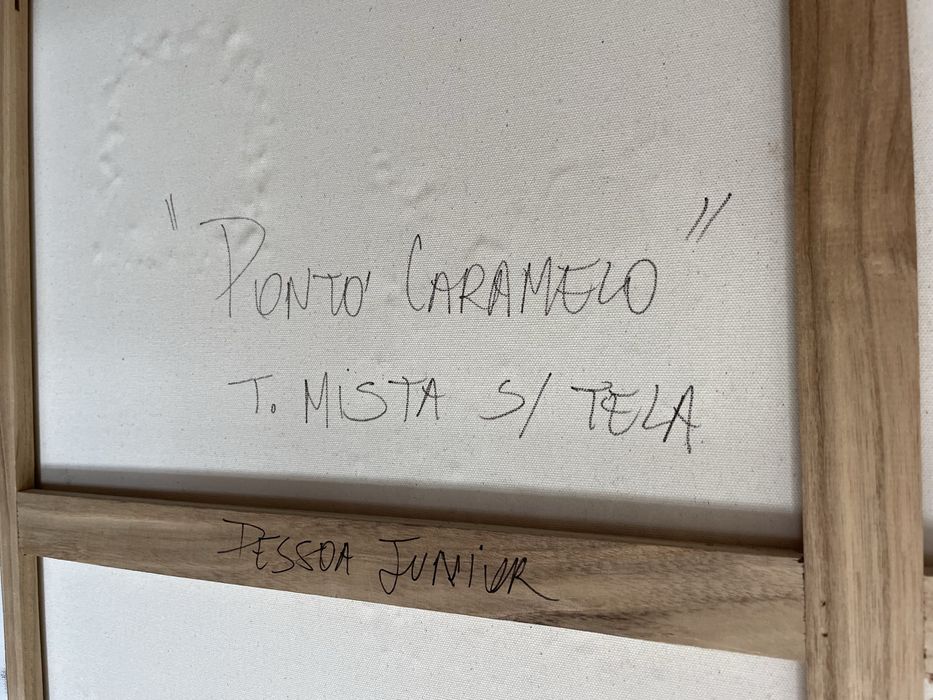 "PONTO CARAMELO"
T. MISTA S/ TELA
PESSOA JUNIOR